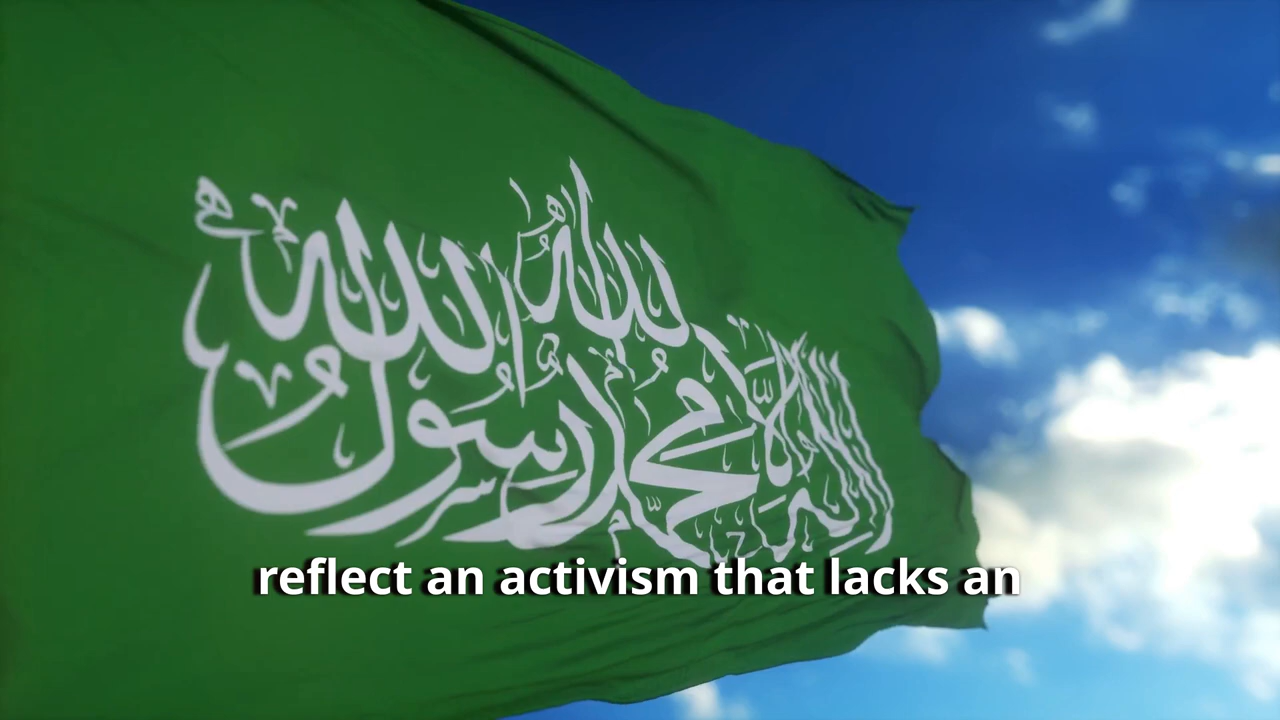 لا إله إلا الله محمد رسول الله
reflect an activism that lacks an